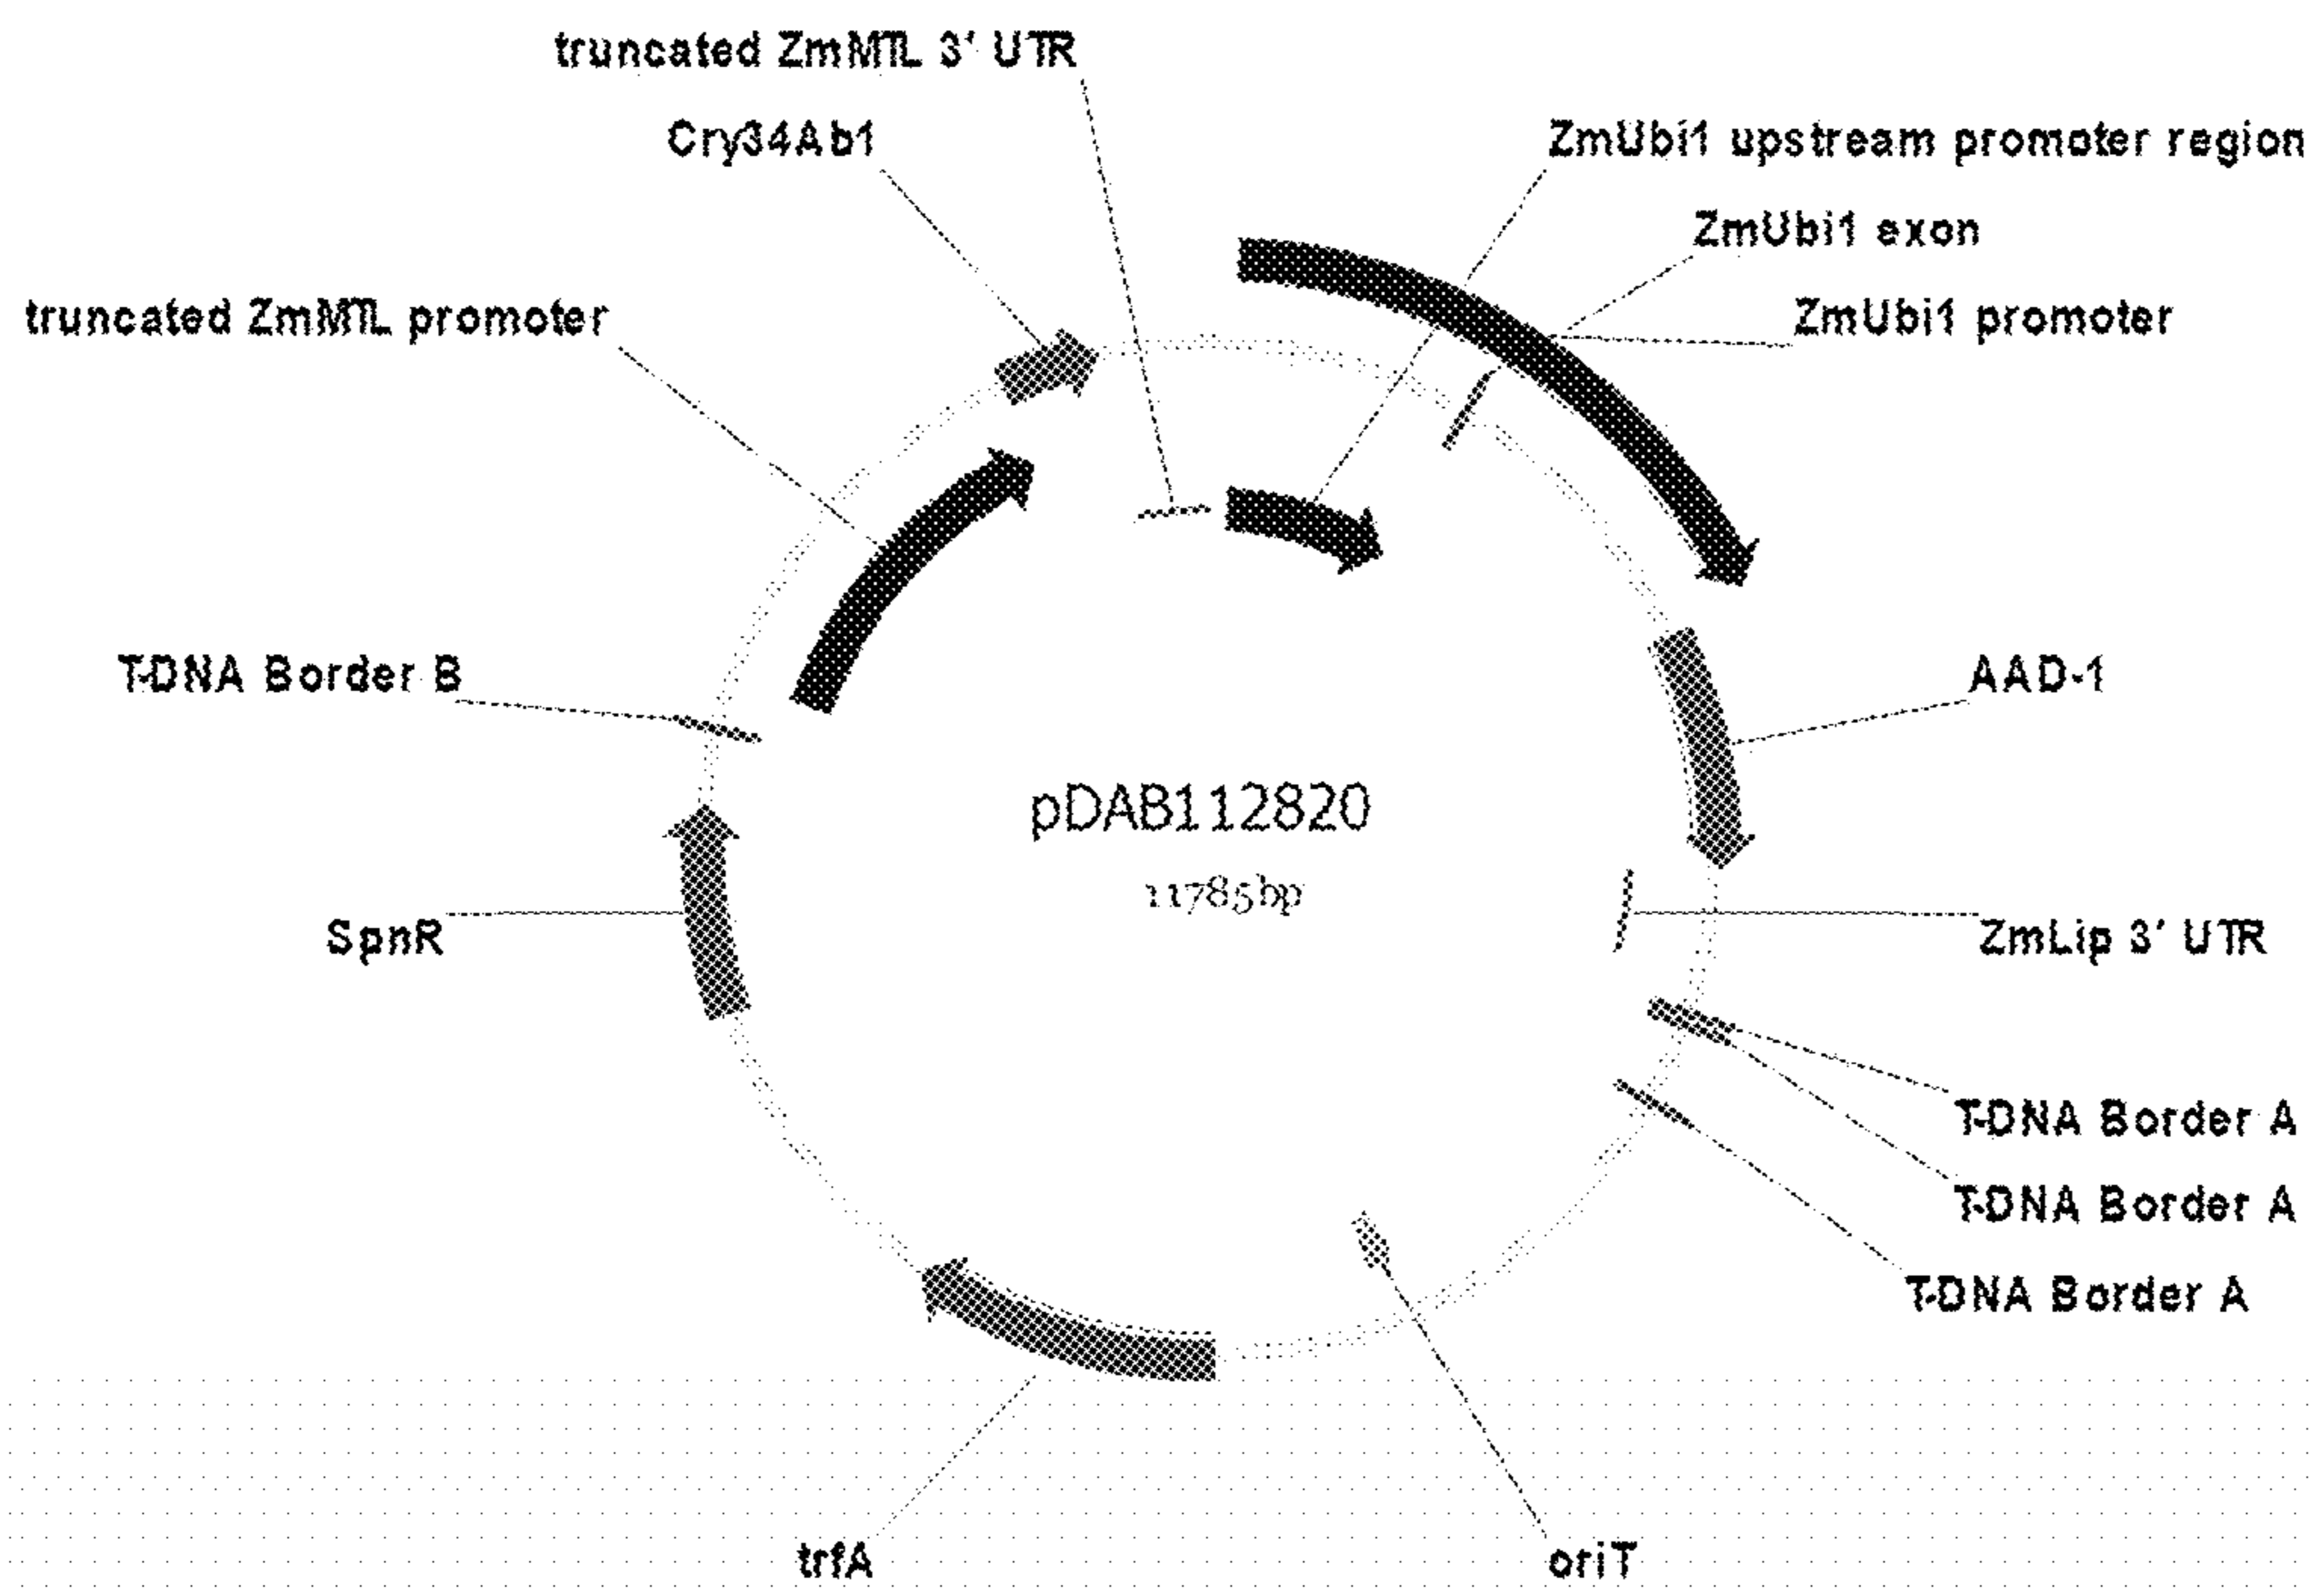 truncated ZmMTL 3' UTR
Cry34Ab1
ZmUbi1 upstream promoter region
ZmUbi1 exon
truncated ZmMTL promoter
ZmUbi1 promoter
T-DNA Border B
AAD-1
pDAB112820
11785bp
SpnR
ZmLip 3' UTR
T-DNA Border A
T-DNA Border A
T-DNA Border A
trfA
oriT